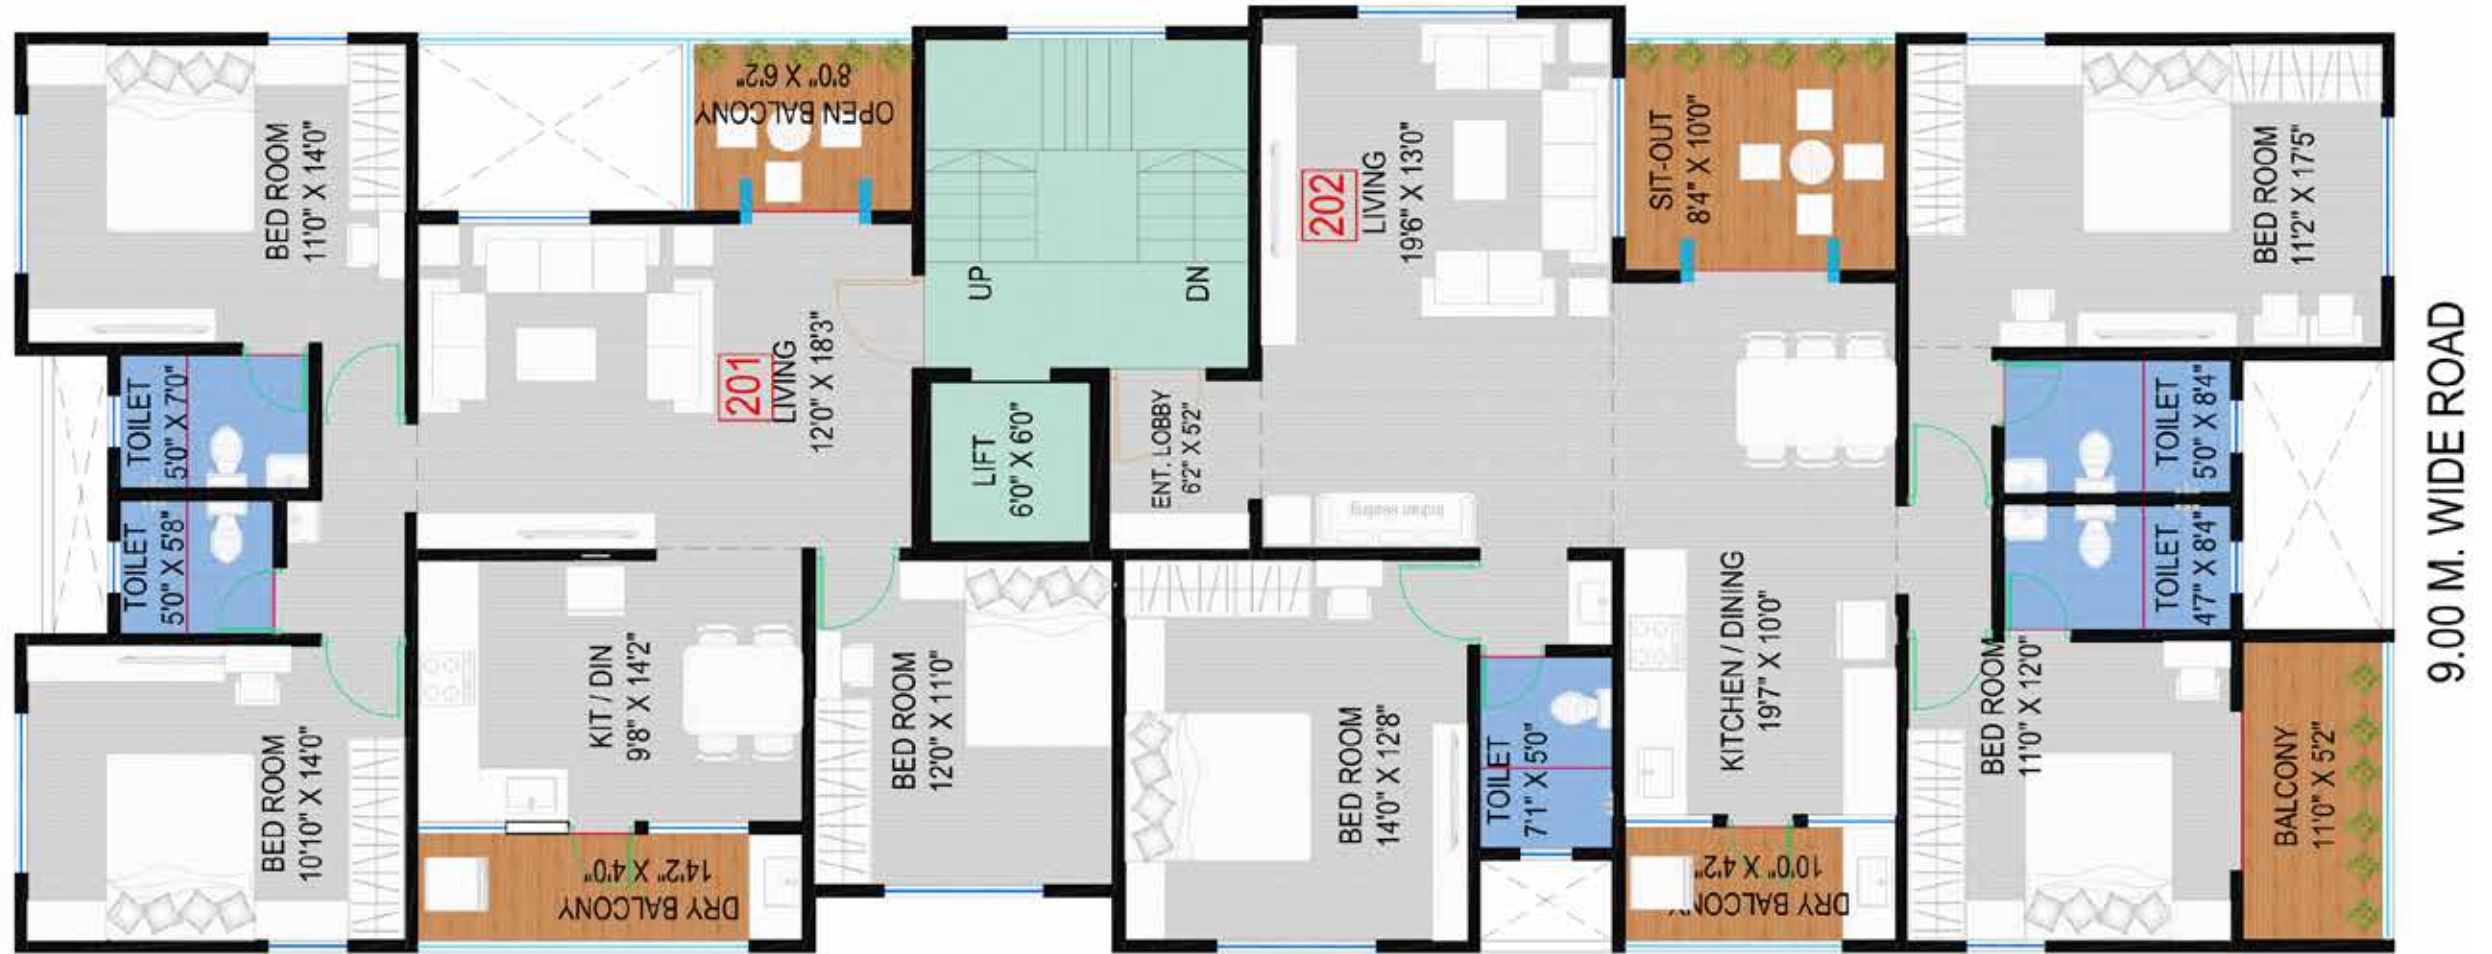 BED ROOM
11'0" X 14'0"
OPEN BALCONY
8'0" X 6'2"
UP
DN
202
LIVING
19'6" X 13'0"
SIT-OUT
8'4" X 10'0"
BED ROOM
11'2" X 17'5"
TOILET
5'0" X 7'0"
201
LIVING
12'0" X 18'3"
LIFT
6'0" X 6'0"
ENT. LOBBY
6'2" X 5'2"
Indian seating
TOILET
5'0" X 8'4"
TOILET
5'0" X 5'8"
TOILET
4'7" X 8'4"
BED ROOM
10'10" X 14'0"
KIT / DIN
9'8" X 14'2"
BED ROOM
12'0" X 11'0"
BED ROOM
14'0" X 12'8"
TOILET
7'1" X 5'0"
KITCHEN / DINING
19'7" X 10'0"
BED ROOM
11'0" X 12'0"
BALCONY
11'0" X 5'2"
DRY BALCONY
14'2" X 4'0"
DRY BALCONY
10'0" X 4'2"
9.00 M. WIDE ROAD